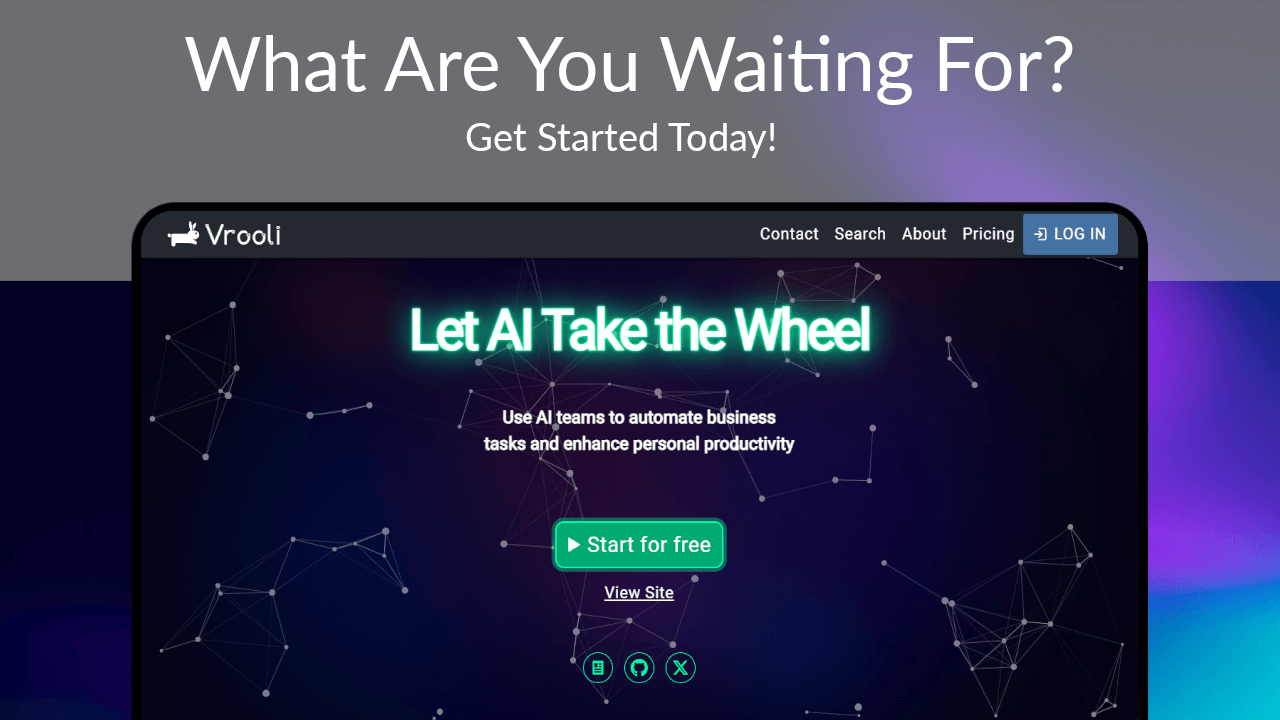 What Are You Waiting For?
Get Started Today!
Vrooli
Contact Search About Pricing LOG IN
Let AI Take the Wheel
Use AI teams to automate business
tasks and enhance personal productivity
Start for free
View Site